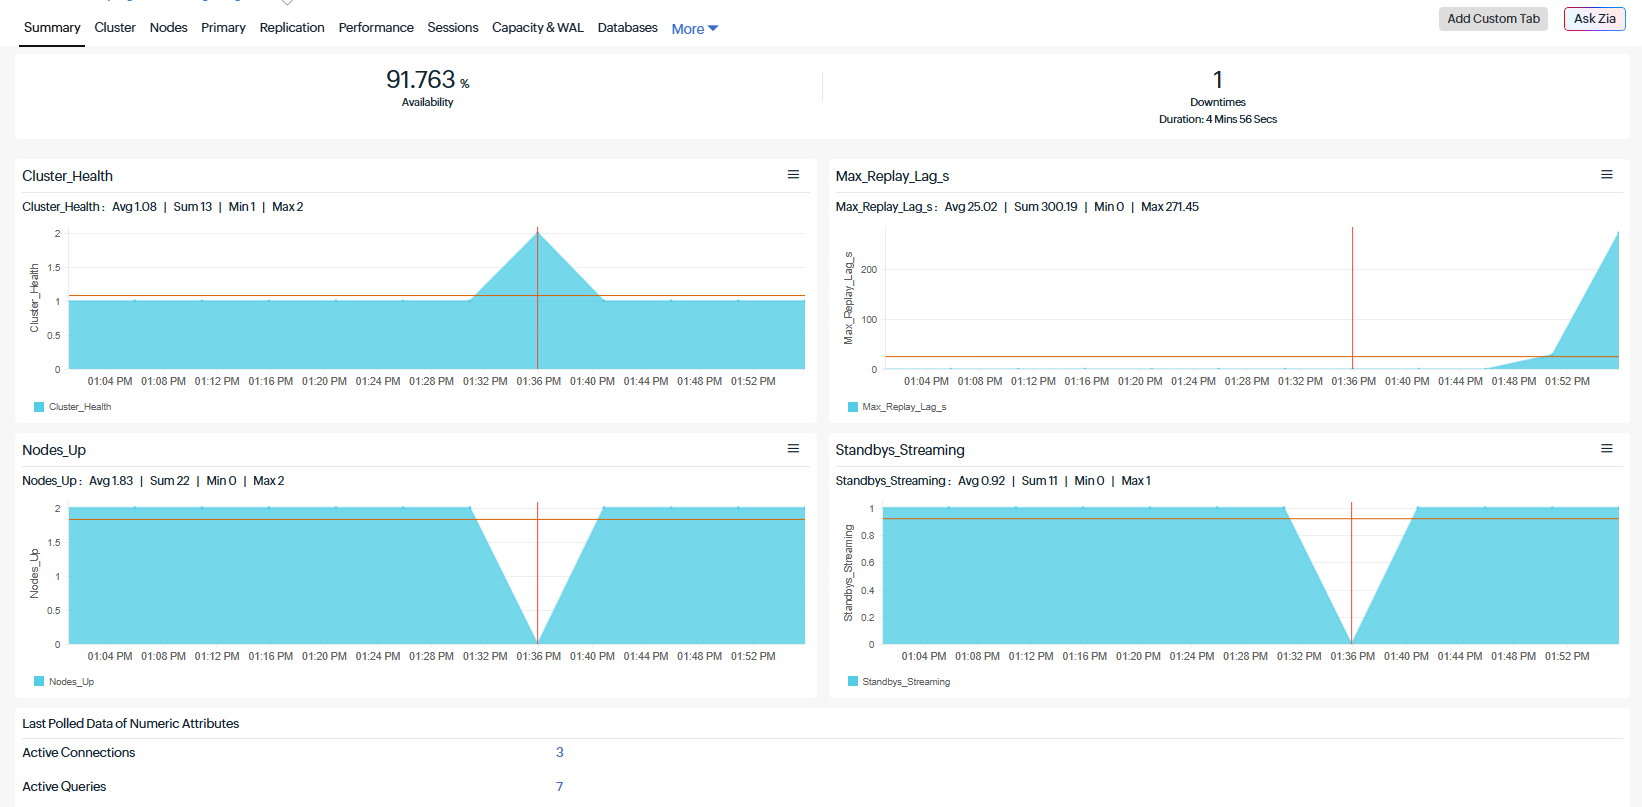 Summary Cluster Nodes Primary Replication Performance Sessions Capacity & WAL Databases More Add Custom Tab Ask Zia
91.763 %
Availability
1
Downtimes
Duration: 4 Mins 56 Secs
Cluster_Health
Cluster_Health : Avg 1.08 | Sum 13 | Min 1 | Max 2
Cluster_Health
2
1.5
1
0.5
0
01:04 PM 01:08 PM 01:12 PM 01:16 PM 01:20 PM 01:24 PM 01:28 PM 01:32 PM 01:36 PM 01:40 PM 01:44 PM 01:48 PM 01:52 PM
Cluster_Health
Max_Replay_Lag_s
Max_Replay_Lag_s : Avg 25.02 | Sum 300.19 | Min 0 | Max 271.45
Max_Replay_Lag_s
200
100
0
01:04 PM 01:08 PM 01:12 PM 01:16 PM 01:20 PM 01:24 PM 01:28 PM 01:32 PM 01:36 PM 01:40 PM 01:44 PM 01:48 PM 01:52 PM
Max_Replay_Lag_s
Nodes_Up
Nodes_Up : Avg 1.83 | Sum 22 | Min 0 | Max 2
Nodes_Up
2
1.5
1
0.5
0
01:04 PM 01:08 PM 01:12 PM 01:16 PM 01:20 PM 01:24 PM 01:28 PM 01:32 PM 01:36 PM 01:40 PM 01:44 PM 01:48 PM 01:52 PM
Nodes_Up
Standbys_Streaming
Standbys_Streaming : Avg 0.92 | Sum 11 | Min 0 | Max 1
Standbys_Streaming
1
0.8
0.6
0.4
0.2
0
01:04 PM 01:08 PM 01:12 PM 01:16 PM 01:20 PM 01:24 PM 01:28 PM 01:32 PM 01:36 PM 01:40 PM 01:44 PM 01:48 PM 01:52 PM
Standbys_Streaming
Last Polled Data of Numeric Attributes
Active Connections 3
Active Queries 7